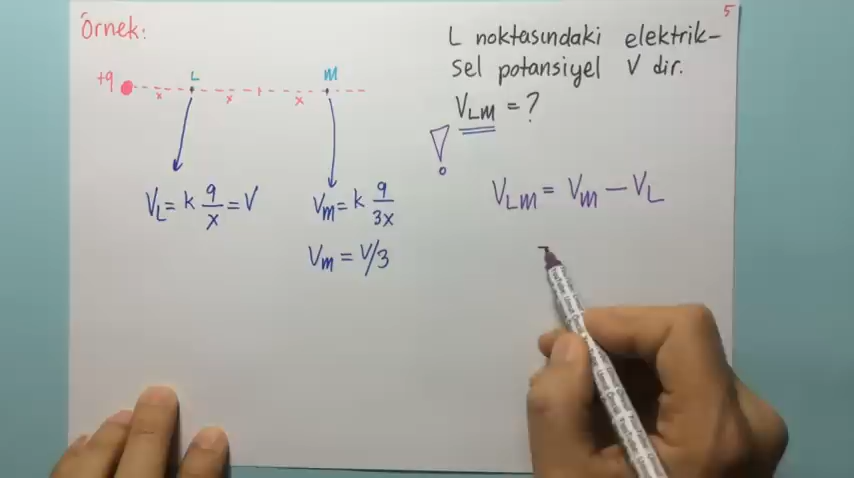 5
Örnek:
L noktasındaki elektrik-
sel potansiyel V dir.
V_LM = ?
!
+q L M
x x x
V_L = k q/x = V
V_M = k q/3x
V_M = V/3
V_LM = V_M − V_L